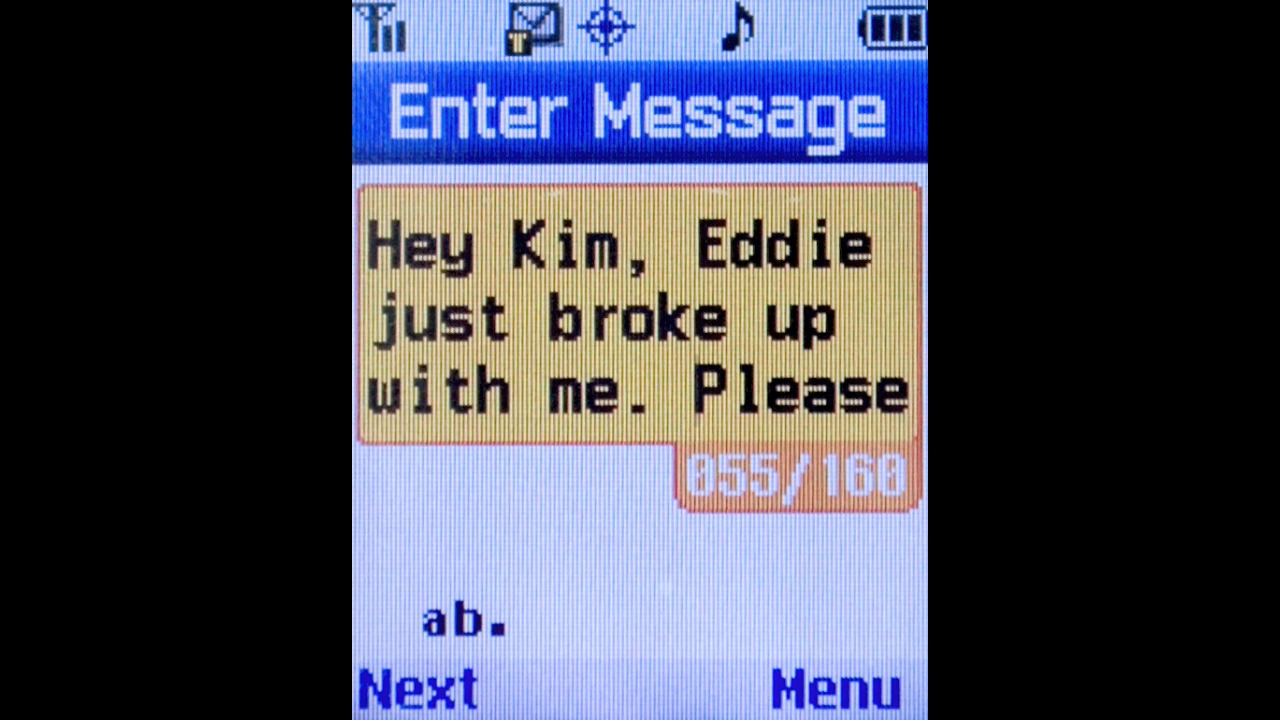 Enter Message
Hey Kim, Eddie
just broke up
with me. Please
055/160
ab.
Next
Menu